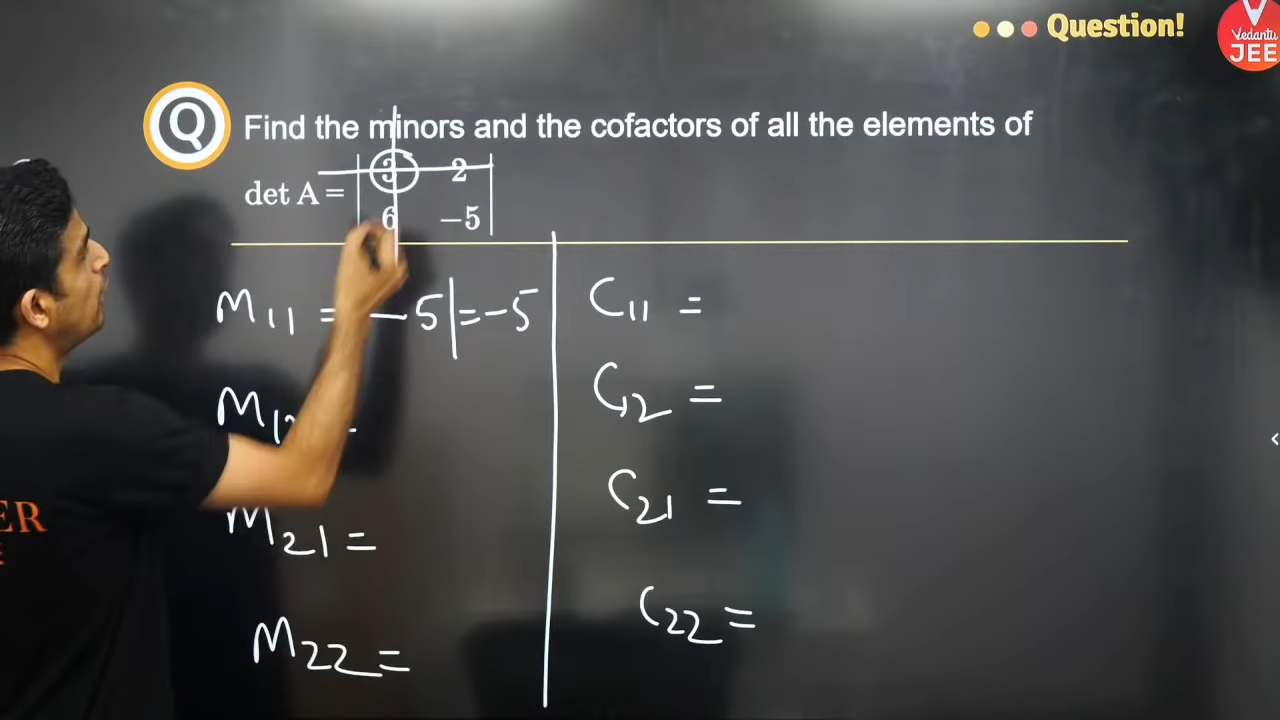 Question!
Vedantu
JEE
Q Find the minors and the cofactors of all the elements of
det A = | 3 2 |
| 6 −5 |
M11 = |-5| = -5
C11 =
M12 =
C12 =
M21 =
C21 =
M22 =
C22 =
ER